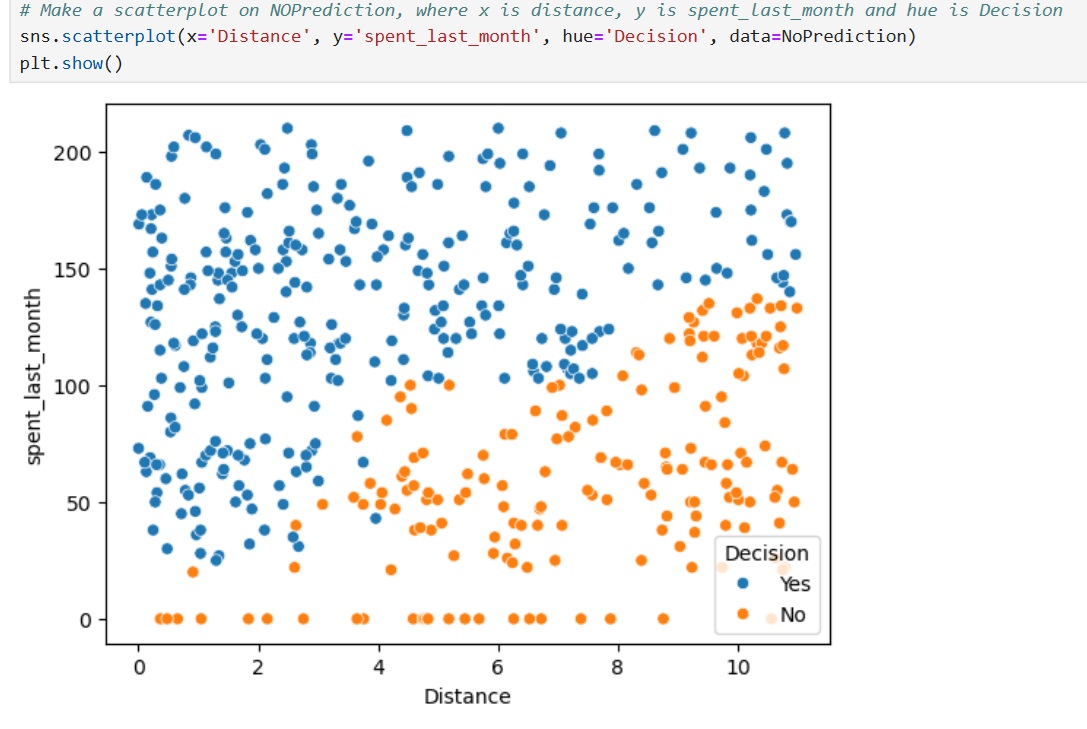 # Make a scatterplot on NOPrediction, where x is distance, y is spent_last_month and hue is Decision
sns.scatterplot(x='Distance', y='spent_last_month', hue='Decision', data=NoPrediction)
plt.show()
200
150
100
50
0
spent_last_month
Decision
Yes
No
0 2 4 6 8 10
Distance